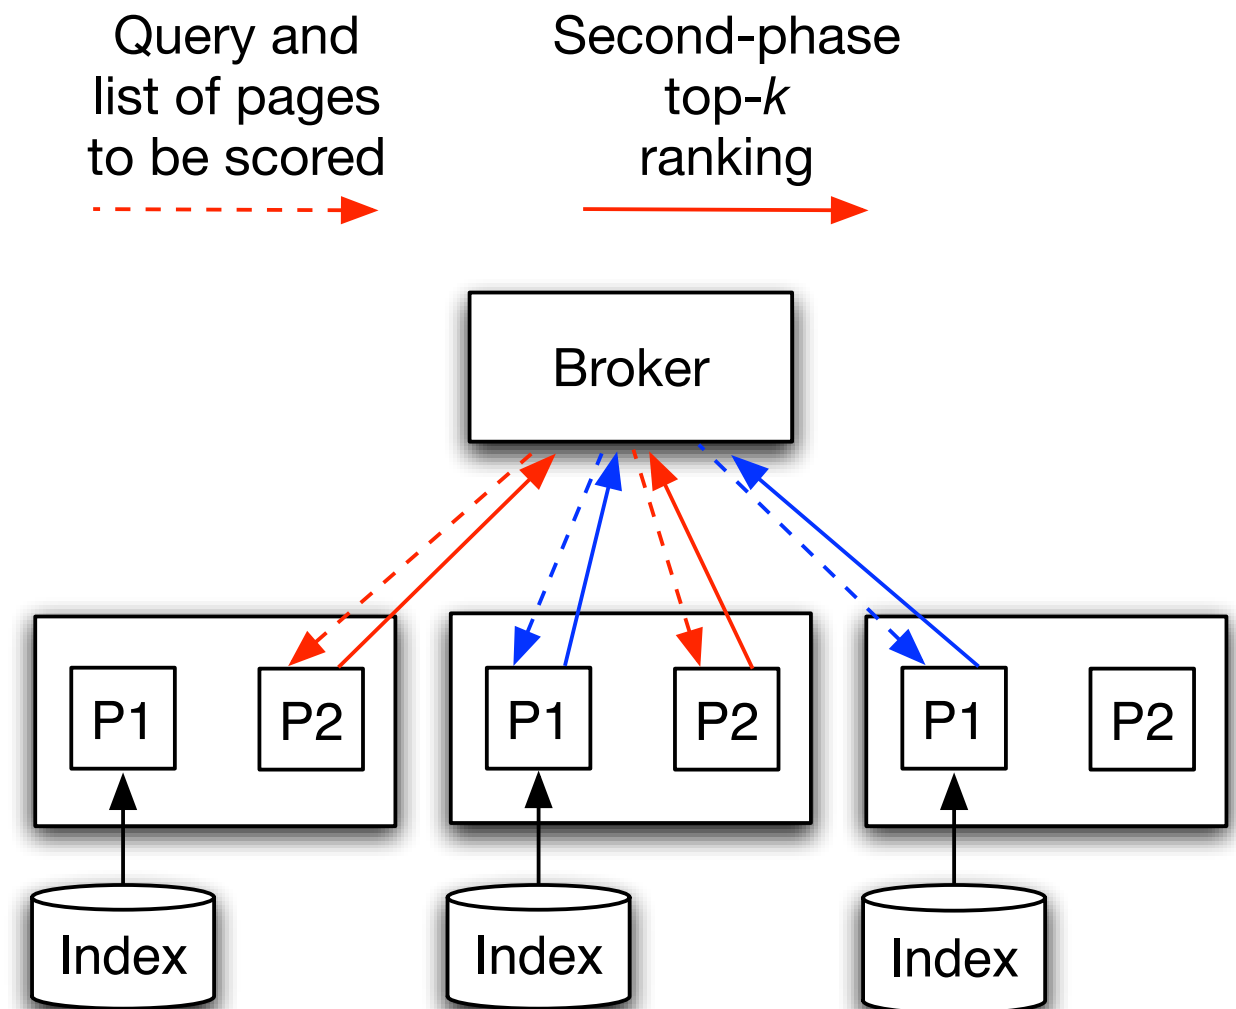 Query and
list of pages
to be scored
Second-phase
top-k
ranking
Broker
P1
P2
P1
P2
P1
P2
Index
Index
Index